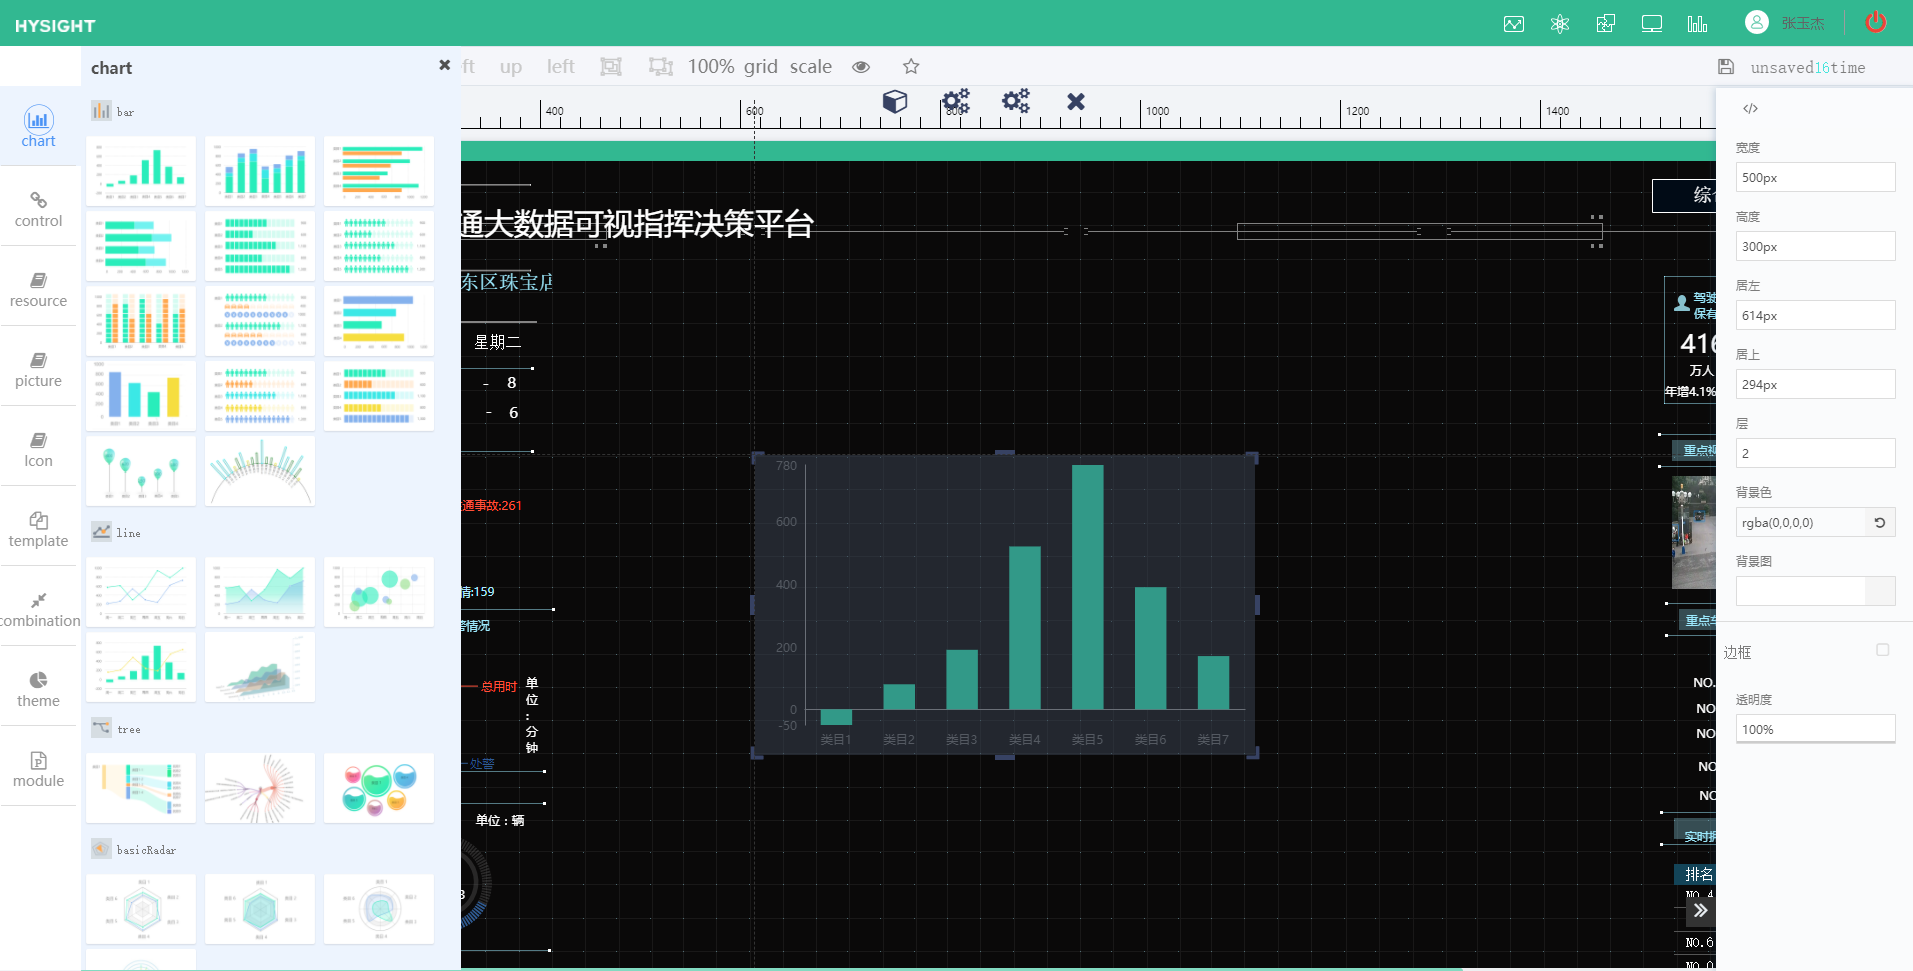 HYSIGHT
张玉杰
chart
ft up left 100% grid scale
unsaved16time
chart
control
resource
picture
Icon
template
combination
theme
module
bar
line
tree
basicRadar
400 600 800 1000 1200 1400
通大数据可视指挥决策平台
综
东区珠宝店
星期二
- 8
- 6
通事故:261
情:159
警情况
总用时
单位:分钟
处警
单位：辆
3
780
600
400
200
0
-50
类目1 类目2 类目3 类目4 类目5 类目6 类目7
驾驶
保有
416
万人
年增4.1%
重点视
重点车
NO.
NO
NO
NO
NO
实时拥
排名
NO.4
NO.6
</>
宽度
500px
高度
300px
居左
614px
居上
294px
层
2
背景色
rgba(0,0,0,0)
背景图
边框
透明度
100%